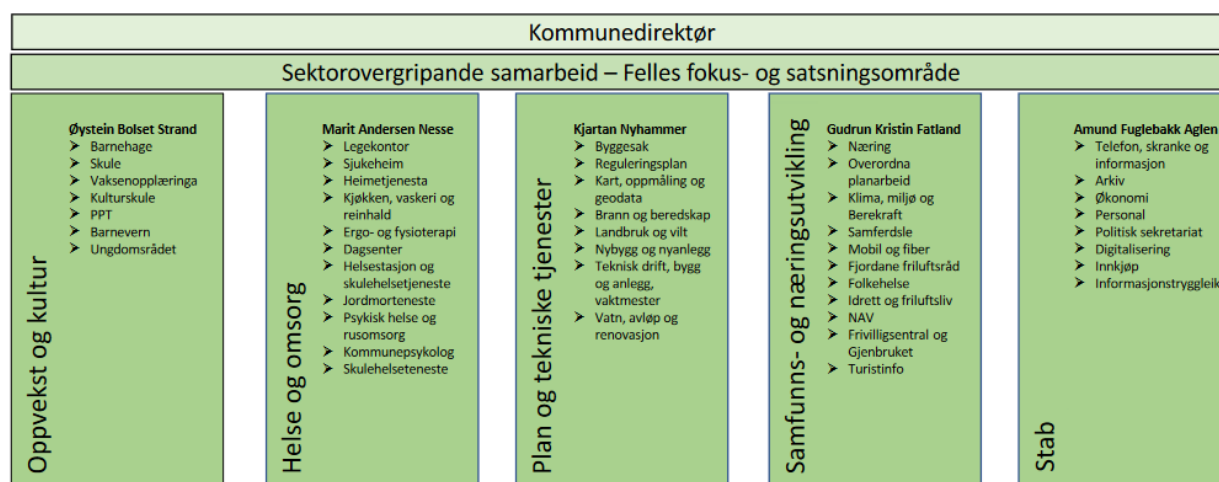 Kommunedirektør
Sektorovergripande samarbeid – Felles fokus- og satsningsområde
Oppvekst og kultur
Øystein Bolset Strand
Barnehage
Skule
Vaksenopplæringa
Kulturskule
PPT
Barnevern
Ungdomsrådet
Helse og omsorg
Marit Andersen Nesse
Legekontor
Sjukeheim
Heimetjenesta
Kjøkken, vaskeri og
reinhald
Ergo- og fysioterapi
Dagsenter
Helsestasjon og
skulehelsetjeneste
Jordmorteneste
Psykisk helse og
rusomsorg
Kommunepsykolog
Skulehelseteneste
Plan og tekniske tjenester
Kjartan Nyhammer
Byggesak
Reguleringsplan
Kart, oppmåling og
geodata
Brann og beredskap
Landbruk og vilt
Nybygg og nyanlegg
Teknisk drift, bygg
og anlegg,
vaktmester
Vatn, avløp og
renovasjon
Samfunns- og næringsutvikling
Gudrun Kristin Fatland
Næring
Overordna
planarbeid
Klima, miljø og
Berekraft
Samferdsle
Mobil og fiber
Fjordane friluftsråd
Folkehelse
Idrett og friluftsliv
NAV
Frivilligsentral og
Gjenbruket
Turistinfo
Stab
Amund Fuglebakk Aglen
Telefon, skranke og
informasjon
Arkiv
Økonomi
Personal
Politisk sekretariat
Digitalisering
Innkjøp
Informasjonstryggleik